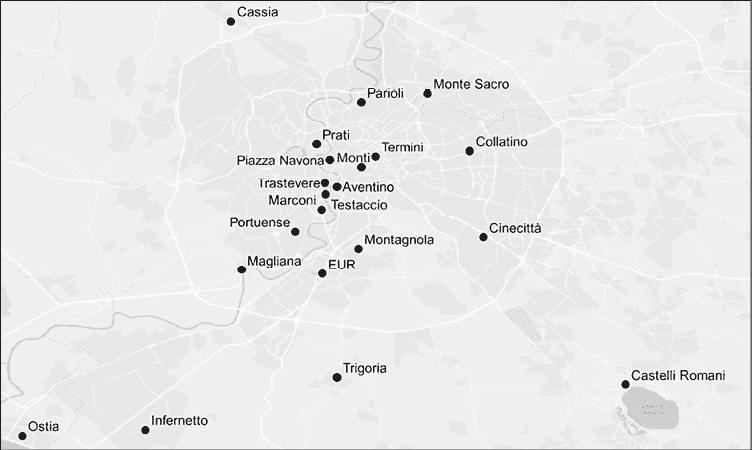 Cassia
Monte Sacro
Parioli
Prati
Collatino
Termini
Piazza Navona
Monti
Trastevere
Aventino
Marconi
Testaccio
Portuense
Cinecittà
Montagnola
Magliana
EUR
Trigoria
Castelli Romani
Infernetto
Ostia